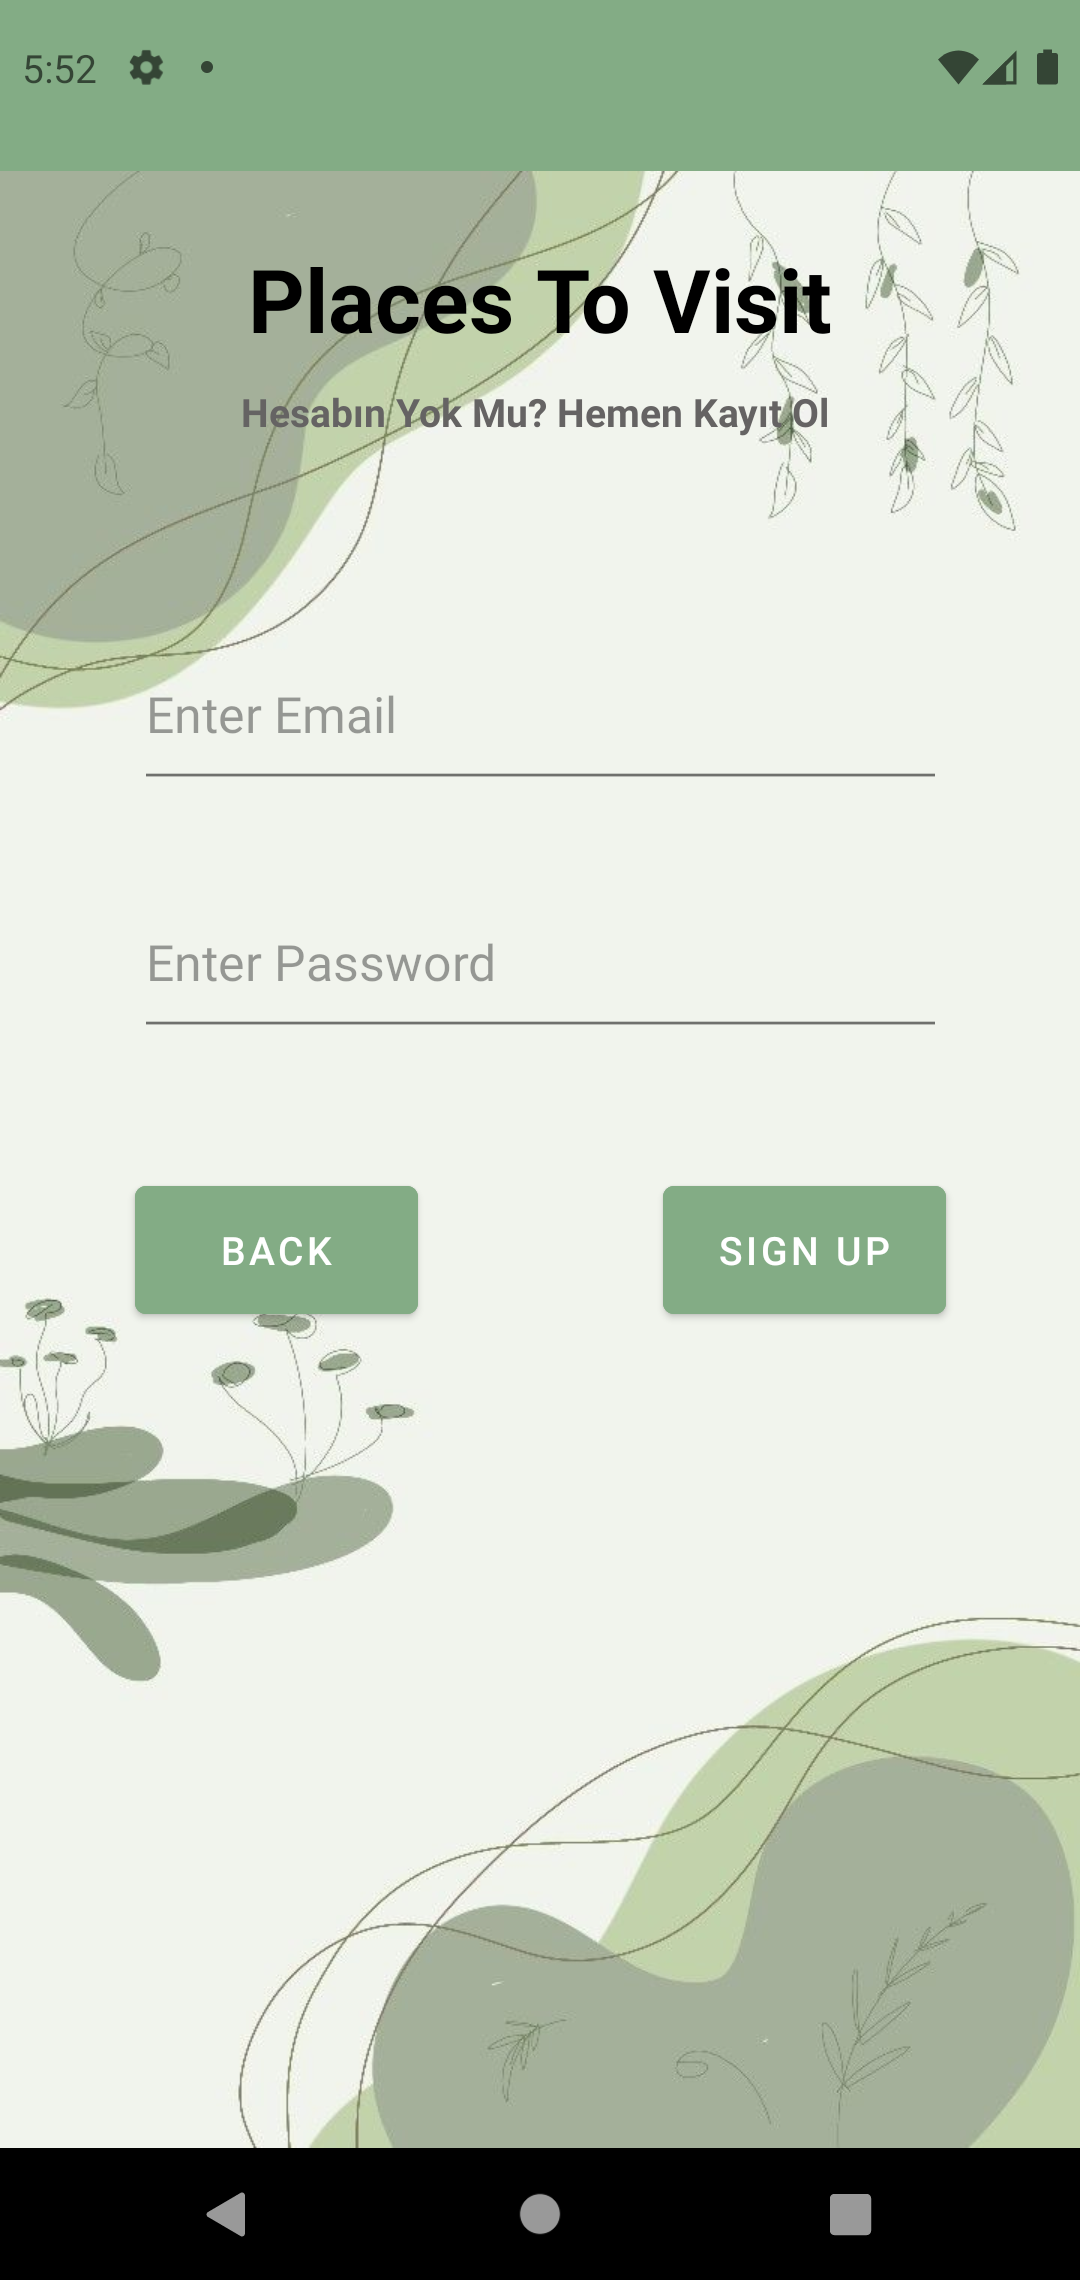 5:52
Places To Visit
Hesabın Yok Mu? Hemen Kayıt Ol
Enter Email
Enter Password
BACK
SIGN UP